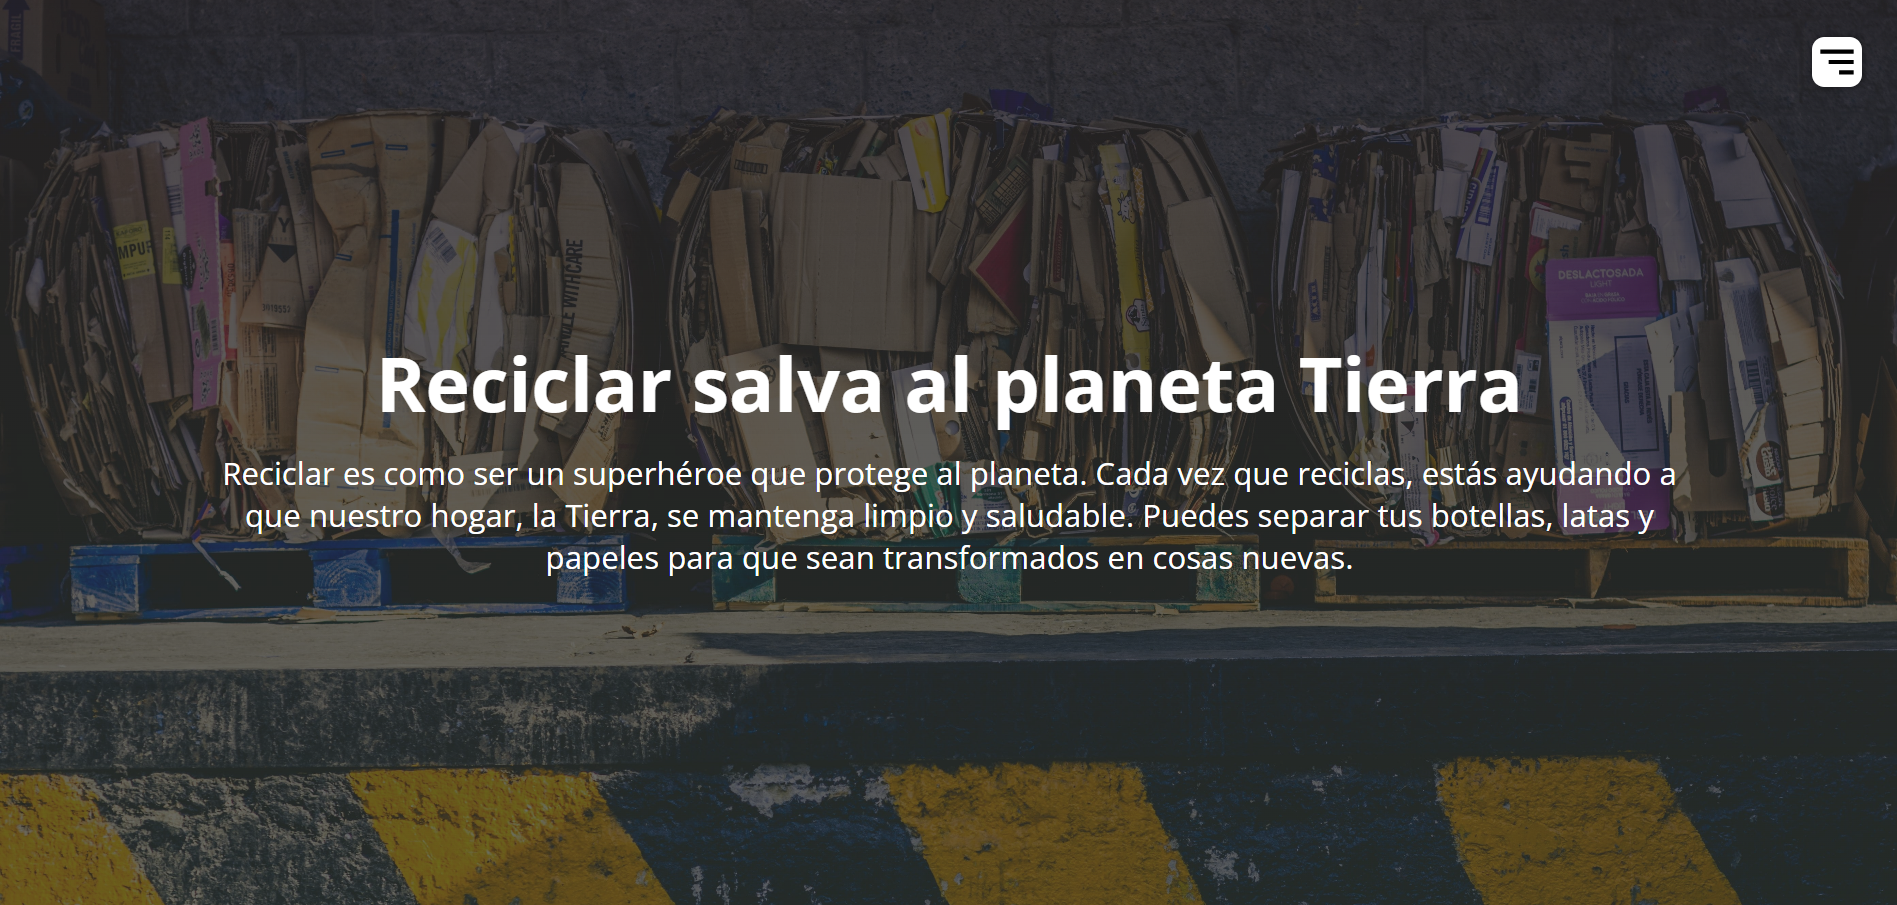 Reciclar salva al planeta Tierra
Reciclar es como ser un superhéroe que protege al planeta. Cada vez que reciclas, estás ayudando a
que nuestro hogar, la Tierra, se mantenga limpio y saludable. Puedes separar tus botellas, latas y
papeles para que sean transformados en cosas nuevas.
DESLACTOSADA
LIGHT